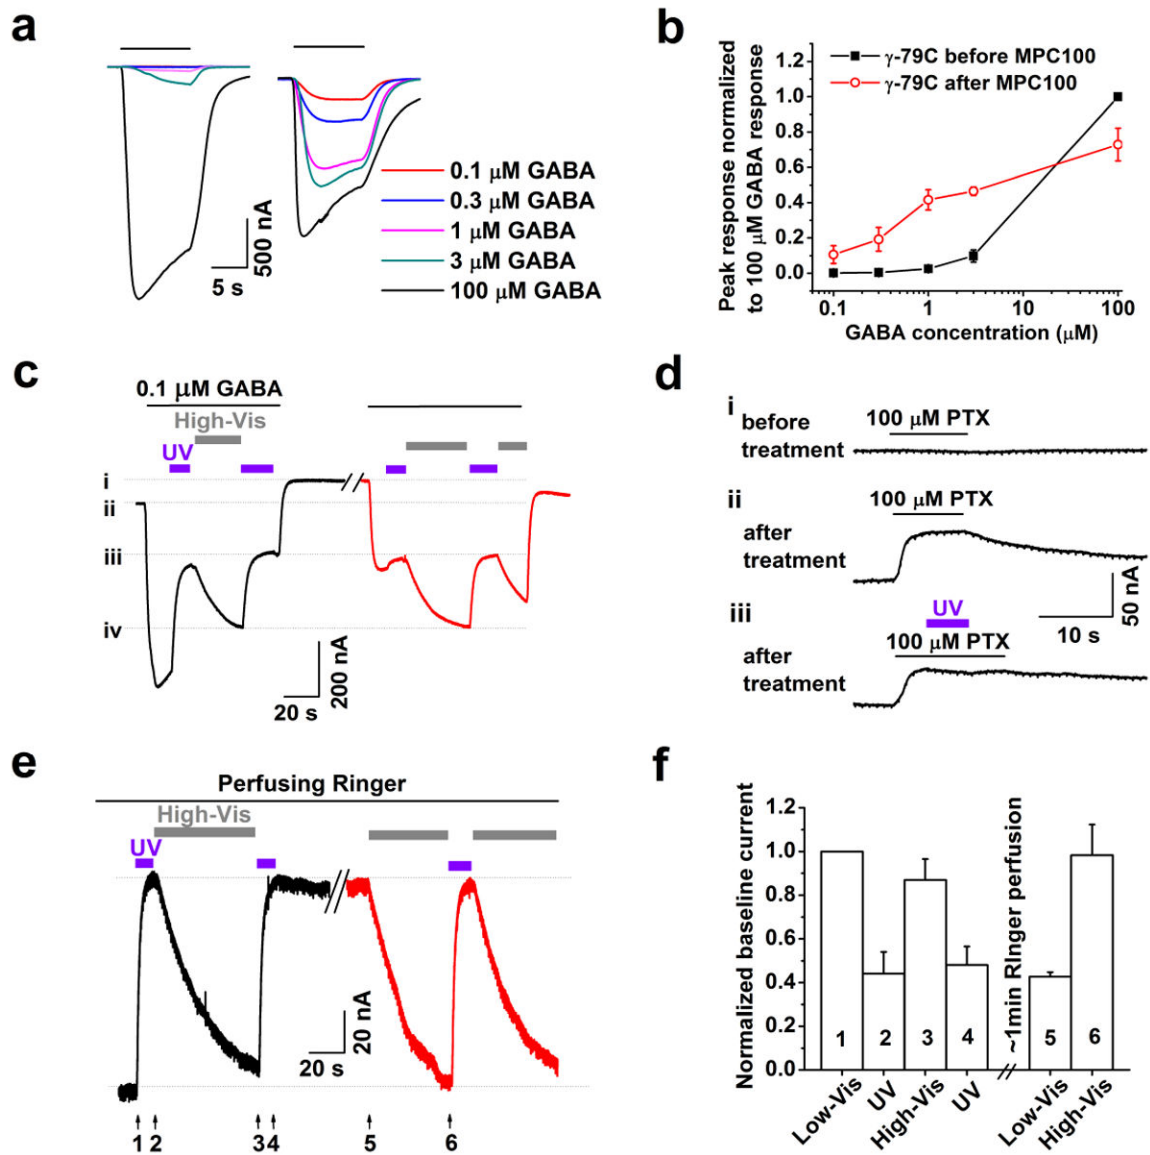 a
5 s
500 nA
0.1 μM GABA
0.3 μM GABA
1 μM GABA
3 μM GABA
100 μM GABA
b
Peak response normalized
to 100 μM GABA response
1.2
1.0
0.8
0.6
0.4
0.2
0.0
γ-79C before MPC100
γ-79C after MPC100
0.1
1
10
100
GABA concentration (μM)
c
0.1 μM GABA
High-Vis
UV
i
ii
iii
iv
20 s
200 nA
d
i
before
treatment
100 μM PTX
ii
after
treatment
100 μM PTX
iii
after
treatment
UV
100 μM PTX
10 s
50 nA
e
Perfusing Ringer
High-Vis
UV
20 s
20 nA
1
2
3
4
5
6
f
Normalized baseline current
1.2
1.0
0.8
0.6
0.4
0.2
0.0
1
2
3
4
5
6
~1min RInger perfusion
Low-Vis
UV
High-Vis
UV
Low-Vis
High-Vis